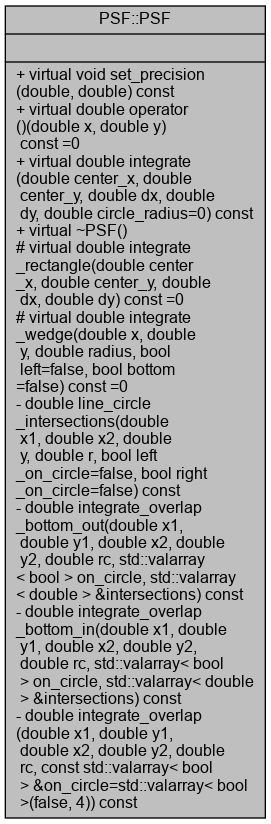 PSF::PSF
+ virtual void set_precision
(double, double) const
+ virtual double operator
()(double x, double y)
const =0
+ virtual double integrate
(double center_x, double
center_y, double dx, double
dy, double circle_radius=0) const
+ virtual ~PSF()
# virtual double integrate
_rectangle(double center
_x, double center_y, double
dx, double dy) const =0
# virtual double integrate
_wedge(double x, double
y, double radius, bool
left=false, bool bottom
=false) const =0
- double line_circle
_intersections(double
x1, double x2, double
y, double r, bool left
_on_circle=false, bool right
_on_circle=false) const
- double integrate_overlap
_bottom_out(double x1,
double y1, double x2, double
y2, double rc, std::valarray
< bool > on_circle, std::valarray
< double > &intersections) const
- double integrate_overlap
_bottom_in(double x1, double
y1, double x2, double y2,
double rc, std::valarray< bool
> on_circle, std::valarray< double
> &intersections) const
- double integrate_overlap
(double x1, double y1,
double x2, double y2, double
rc, const std::valarray< bool
> &on_circle=std::valarray< bool
>(false, 4)) const